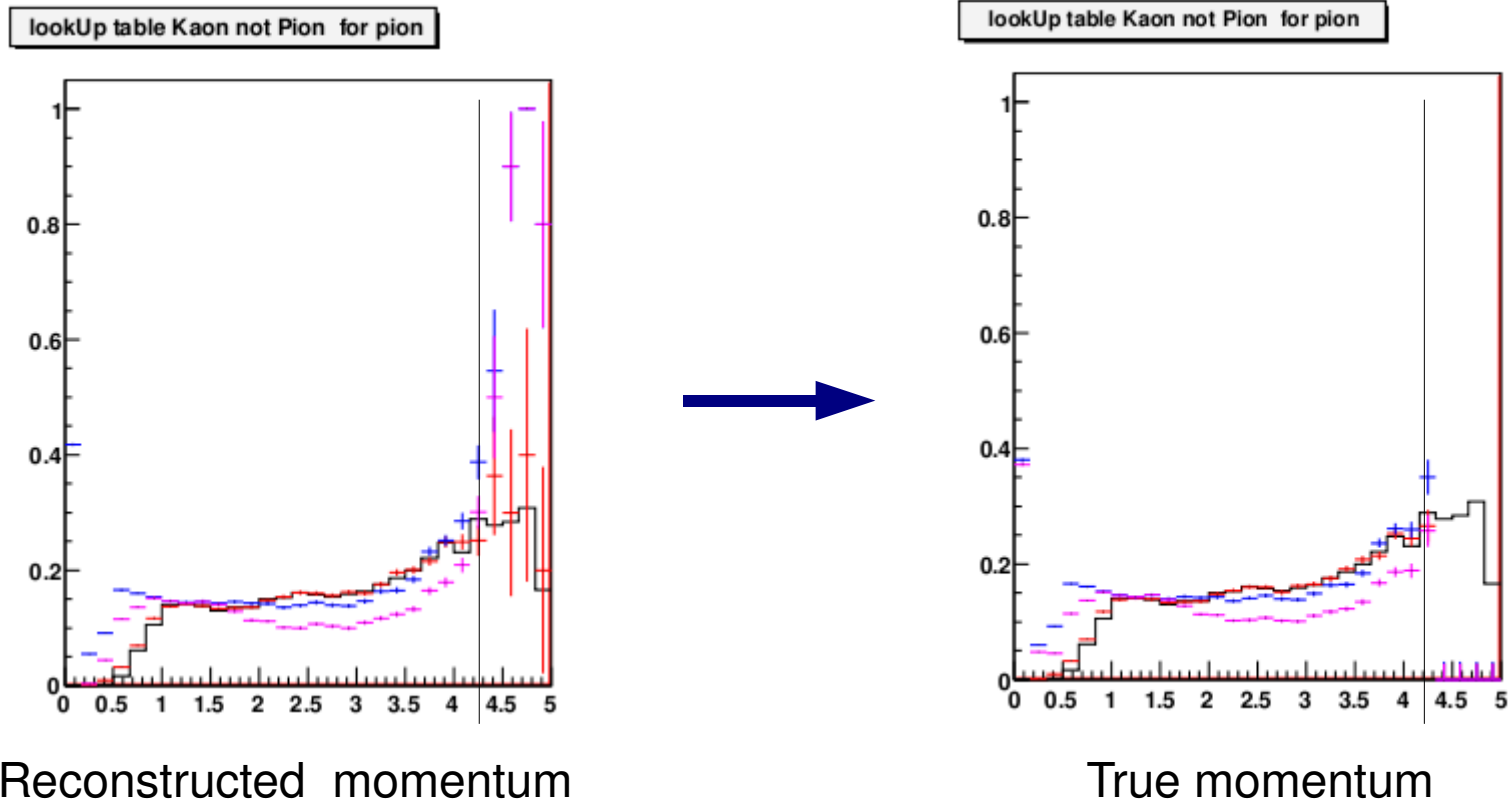 lookUp table Kaon not Pion for pion
1
0.8
0.6
0.4
0.2
0
0 0.5 1 1.5 2 2.5 3 3.5 4 4.5 5
Reconstructed momentum
lookUp table Kaon not Pion for pion
1
0.8
0.6
0.4
0.2
0
0 0.5 1 1.5 2 2.5 3 3.5 4 4.5 5
True momentum